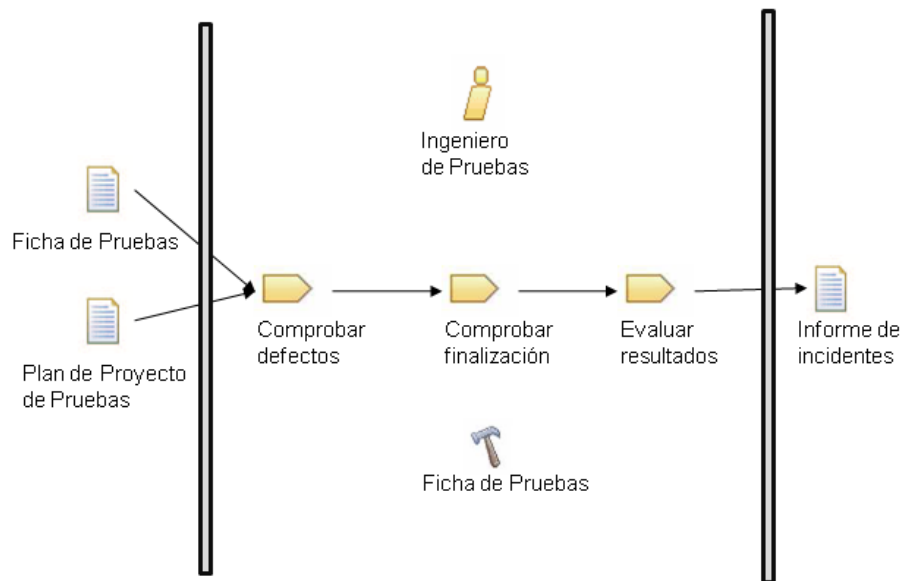 Ingeniero
de Pruebas
Ficha de Pruebas
Plan de Proyecto
de Pruebas
Comprobar
defectos
Comprobar
finalización
Evaluar
resultados
Informe de
incidentes
Ficha de Pruebas